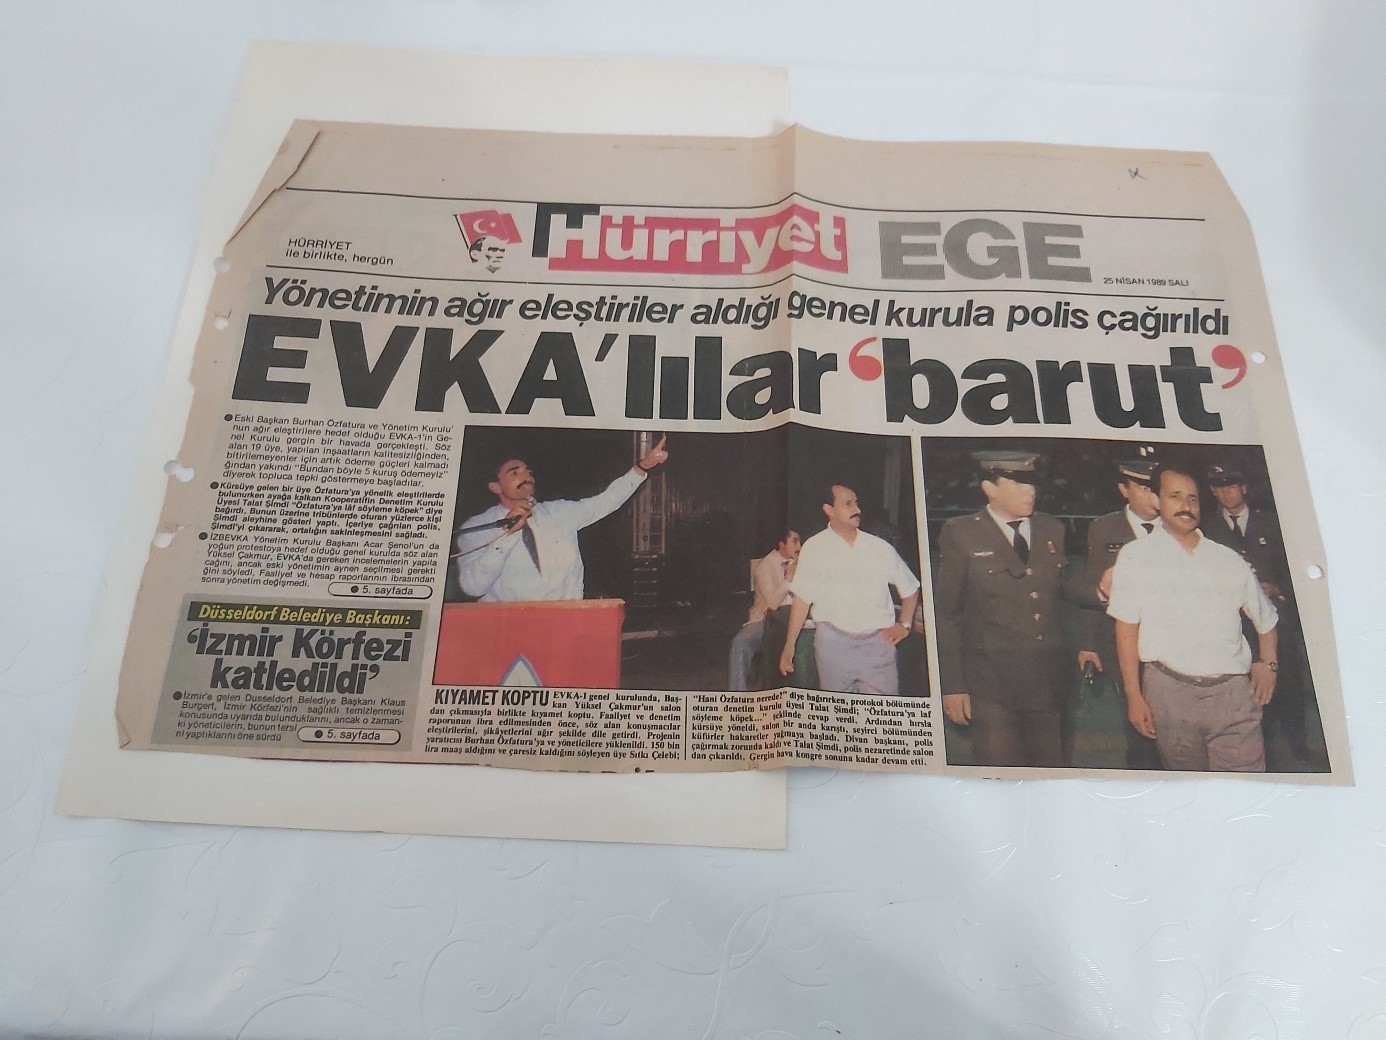 HÜRRİYET
ile birlikte, hergün
Hürriyet EGE
25 NİSAN 1989 SALI
Yönetimin ağır eleştiriler aldığı genel kurula polis çağırıldı
EVKA'lılar ‘barut’
● Eski Başkan Burhan Özfatura ve Yönetim Kurulu'
nun ağır eleştirilere hedef olduğu EVKA-1'in Ge-
nel Kurulu gergin bir havada gerçekleşti. Söz
alan 19 üye, yapılan inşaatların kalitesizliğinden,
bitirilemeyenler için artık ödeme güçleri kalmadı
ğından yakındı "Bundan böyle 5 kuruş ödemeyiz"
diyerek topluca tepki göstermeye başladılar.
● Kürsüye gelen bir üye Özfatura'ya yönelik eleştirilerde
bulunurken ayağa kalkan Kooperatifin Denetim Kurulu
Üyesi Talat Şimdi "Özfatura'ya lâf söyleme köpek" diye
bağırdı. Bunun üzerine tribünlerde oturan yüzlerce kişi
Şimdi aleyhine gösteri yaptı. İçeriye çağrılan polis,
Şimdi'yi çıkararak, ortalığın sakinleşmesini sağladı.
● İZBEVKA Yönetim Kurulu Başkanı Acar Şenol'un da
yoğun protestoya hedef olduğu genel kurulda söz alan
Yüksel Çakmur, EVKA'da gereken incelemelerin yapıla
cağını, ancak eski yönetimin aynen seçilmesi gerekti
ğini söyledi. Faaliyet ve hesap raporlarının ibrasından
sonra yönetim değişmedi.
● 5. sayfada
Düsseldorf Belediye Başkanı:
‘İzmir Körfezi
katledildi’
● İzmir'e gelen Dusseldorf Belediye Başkanı Klaus
Burgert, İzmir Körfezi'nin sağlıklı temizlenmesi
konusunda uyarıda bulunduklarını, ancak o zaman-
ki yöneticilerin, bunun tersi
ni yaptıklarını öne sürdü
● 5. sayfada
KIYAMET KOPTU EVKA-1 genel kurulunda, Baş-
kan Yüksel Çakmur'un salon
dan çıkmasıyla birlikte kıyamet koptu. Faaliyet ve denetim
raporunun ibra edilmesinden önce, söz alan konuşmacılar
eleştirilerini, şikâyetlerini ağır şekilde dile getirdi. Projenin
yaratıcısı Burhan Özfatura'ya ve yöneticilere yüklenildi. 150 bin
lira maaş aldığını ve çaresiz kaldığını söyleyen üye Sıtkı Çelebi;
"Hani Özfatura nerede?" diye bağırırken, protokol bölümünde
oturan denetim kurulu üyesi Talat Şimdi; "Özfatura'ya laf
söyleme köpek..." şeklinde cevap verdi. Ardından hırsla
kürsüye yöneldi, salon bir anda karıştı, seyirci bölümünden
küfürler hakaretler yağmaya başladı. Divan başkanı, polis
çağırmak zorunda kaldı ve Talat Şimdi, polis nezaretinde salon
dan çıkarıldı. Gergin hava kongre sonuna kadar devam etti.